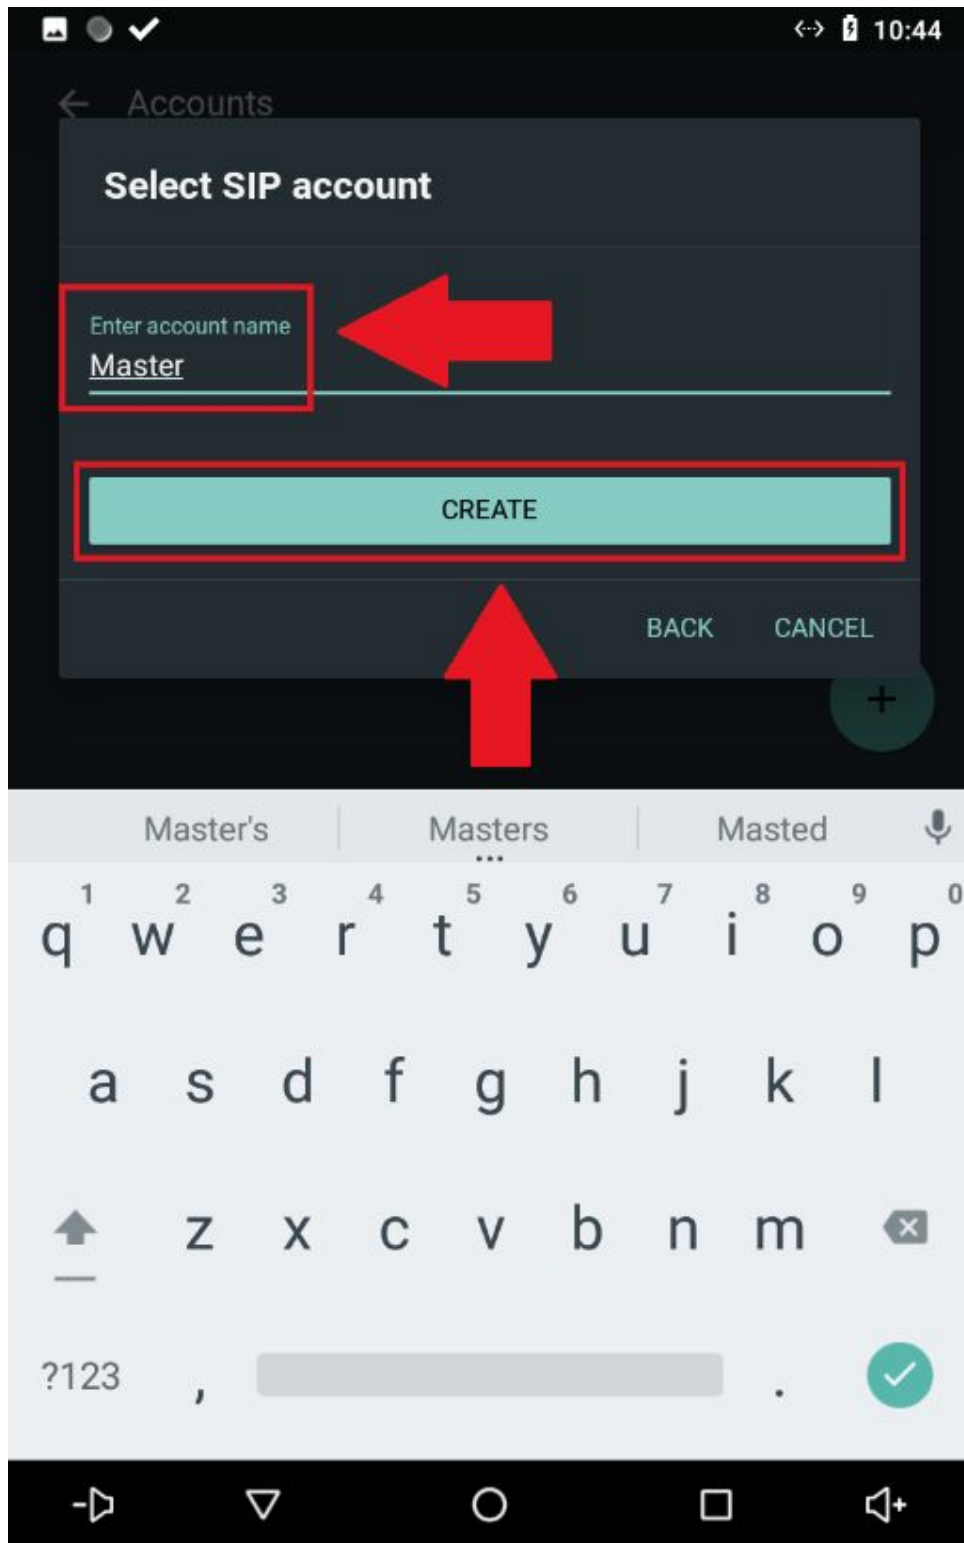 10:44
Accounts
Select SIP account
Enter account name
Master
CREATE
BACK CANCEL
+
Master's Masters Masted
1 2 3 4 5 6 7 8 9 0
q w e r t y u i o p
a s d f g h j k l
z x c v b n m
?123 , .